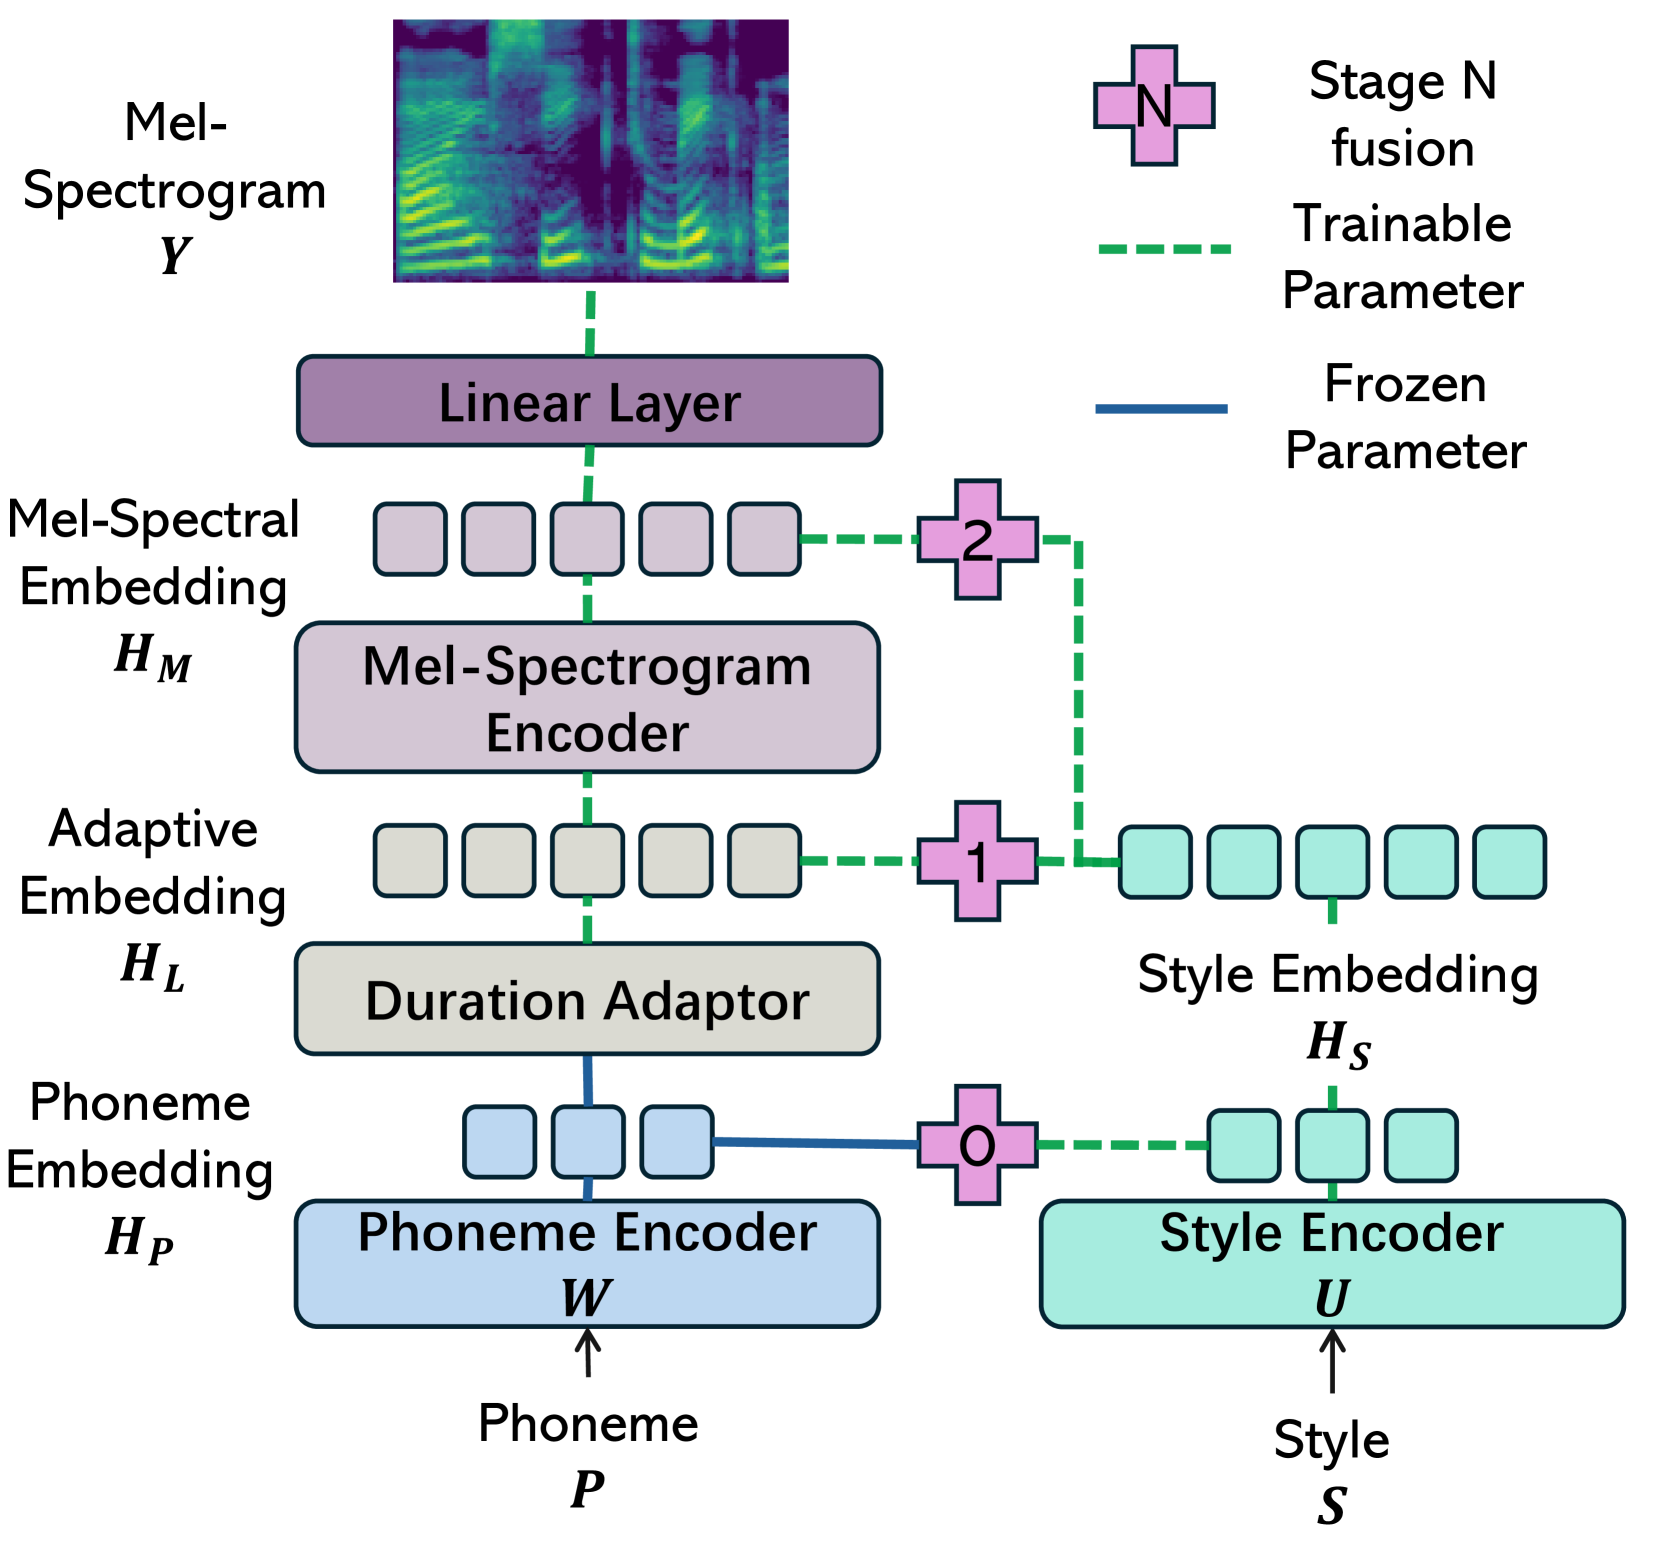 Mel-
Spectrogram
Y
N
Stage N
fusion
Trainable
Parameter
Frozen
Parameter
Linear Layer
Mel-Spectral
Embedding
H_M
2
Mel-Spectrogram
Encoder
Adaptive
Embedding
H_L
1
Duration Adaptor
Style Embedding
H_S
Phoneme
Embedding
H_P
0
Phoneme Encoder
W
Style Encoder
U
Phoneme
P
Style
S